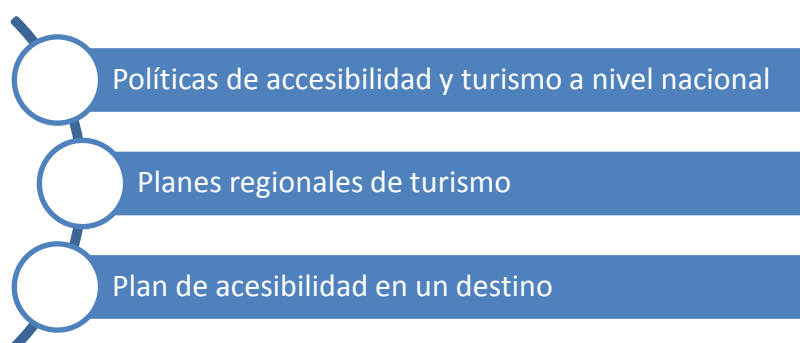 Políticas de accesibilidad y turismo a nivel nacional
Planes regionales de turismo
Plan de acesibilidad en un destino